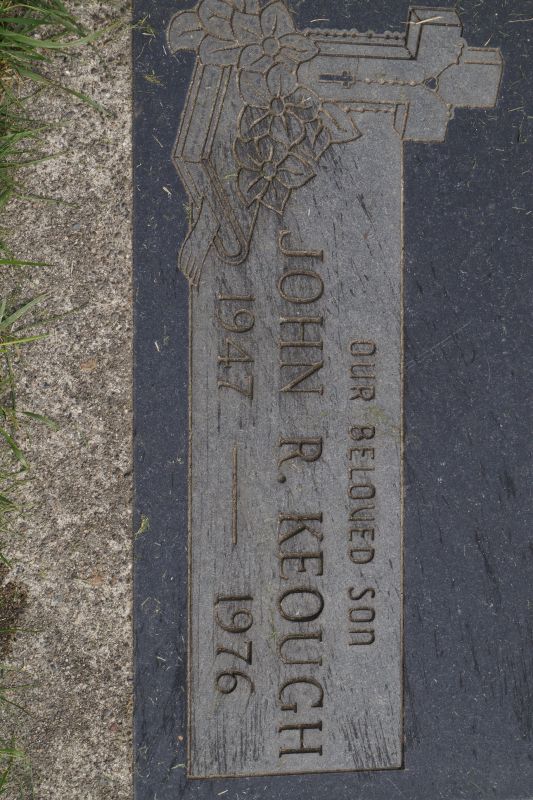 OUR BELOVED SON
JOHN R. KEOUGH
1947 — 1976